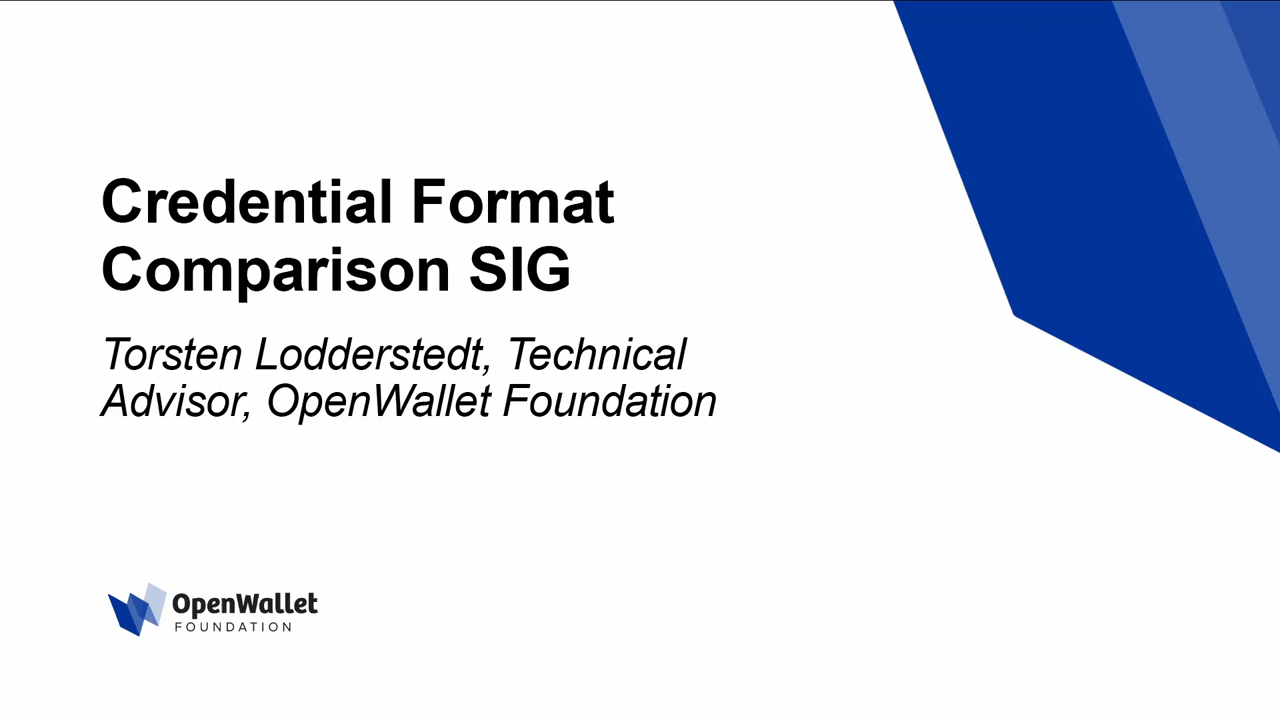 Credential Format
Comparison SIG
Torsten Lodderstedt, Technical
Advisor, OpenWallet Foundation
OpenWallet
FOUNDATION